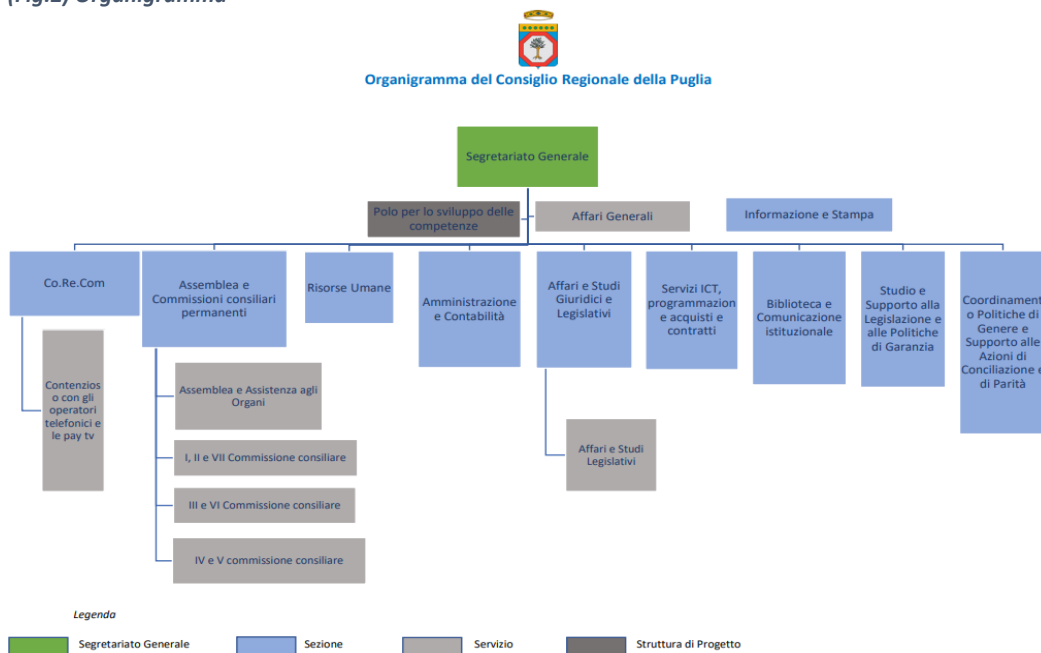 (Fig.2) Organigramma
Organigramma del Consiglio Regionale della Puglia
Segretariato Generale
Polo per lo sviluppo delle
competenze
Affari Generali
Informazione e Stampa
Co.Re.Com
Assemblea e
Commissioni consiliari
permanenti
Risorse Umane
Amministrazione
e Contabilità
Affari e Studi
Giuridici e
Legislativi
Servizi ICT,
programmazion
e acquisti e
contratti
Biblioteca e
Comunicazione
istituzionale
Studio e
Supporto alla
Legislazione e
alle Politiche
di Garanzia
Coordinament
o Politiche di
Genere e
Supporto alle
Azioni di
Conciliazione e
di Parità
Contenzios
o con gli
operatori
telefonici e
le pay tv
Assemblea e Assistenza agli
Organi
I, II e VII Commissione consiliare
III e VI Commissione consiliare
IV e V commissione consiliare
Affari e Studi
Legislativi
Legenda
Segretariato Generale
Sezione
Servizio
Struttura di Progetto